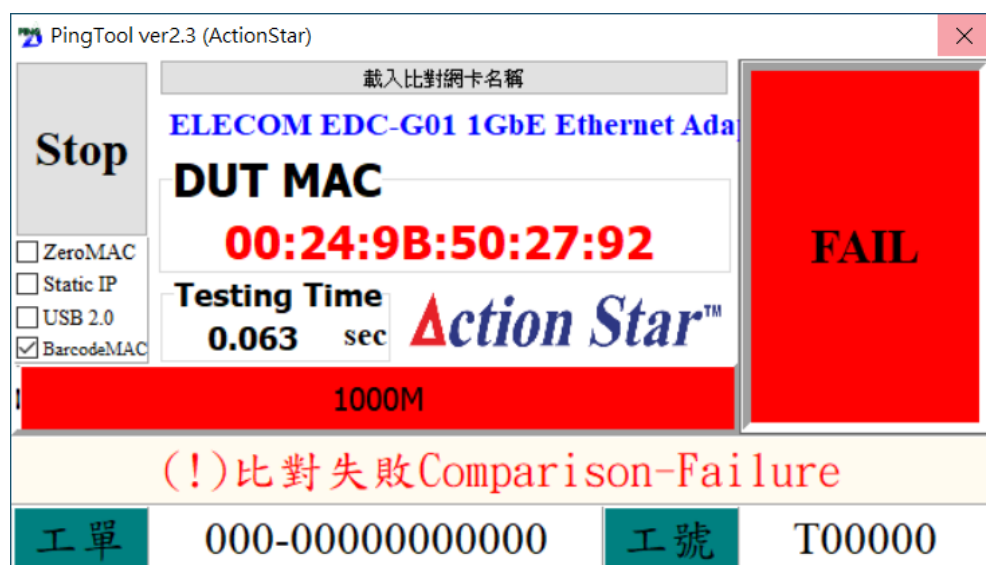 PingTool ver2.3 (ActionStar)
載入比對網卡名稱
Stop
ELECOM EDC-G01 1GbE Ethernet Ada
DUT MAC
00:24:9B:50:27:92
FAIL
ZeroMAC
Static IP
USB 2.0
BarcodeMAC
Testing Time
0.063 sec
Action Star™
1000M
(!)比對失敗Comparison-Failure
工單 000-00000000000 工號 T00000